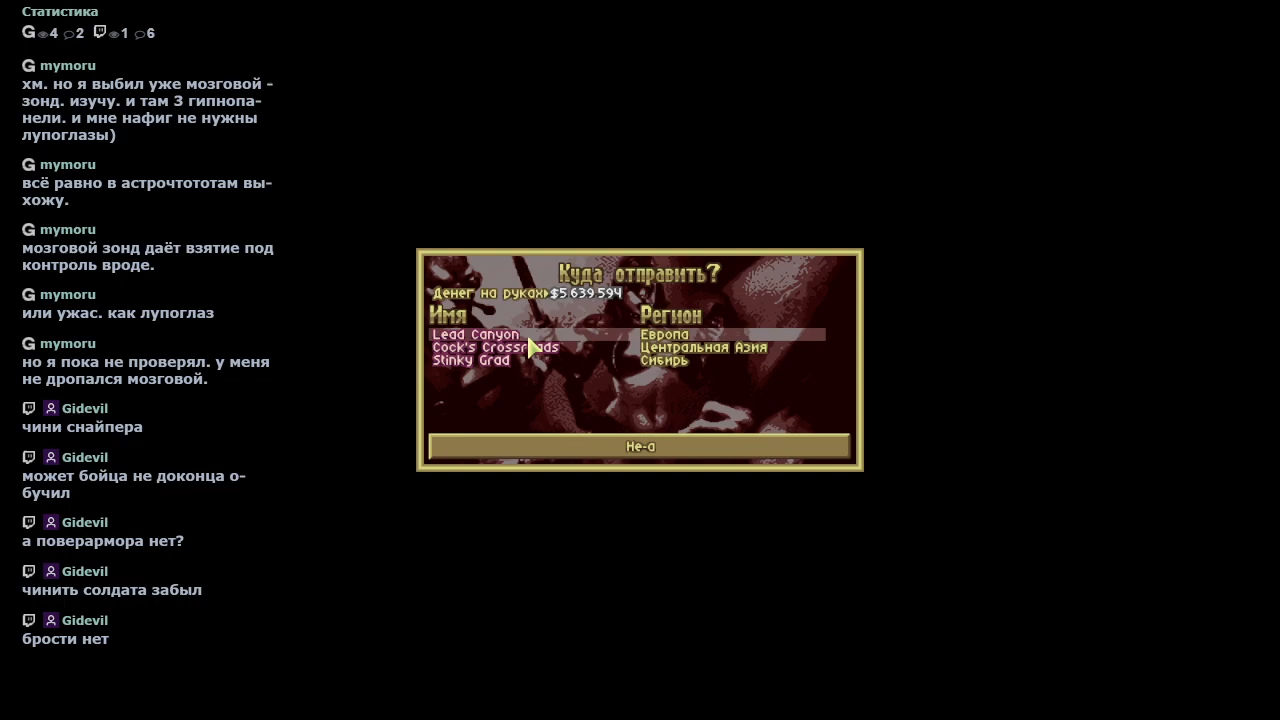 Статистика
4 2 1 6
mymoru
хм. но я выбил уже мозговой -
зонд. изучу. и там 3 гипнопа-
нели. и мне нафиг не нужны
лупоглазы)
mymoru
всё равно в астрочтототам вы-
хожу.
mymoru
мозговой зонд даёт взятие под
контроль вроде.
mymoru
или ужас. как лупоглаз
mymoru
но я пока не проверял. у меня
не дропался мозговой.
Gidevil
чини снайпера
Gidevil
может бойца не доконца о-
бучил
Gidevil
а поверармора нет?
Gidevil
чинить солдата забыл
Gidevil
брости нет
Куда отправить?
Денег на руках $5 639 594
Имя Регион
Lead Canyon Европа
Cock's Crossroads Центральная Азия
Stinky Grad Сибирь
Не-а